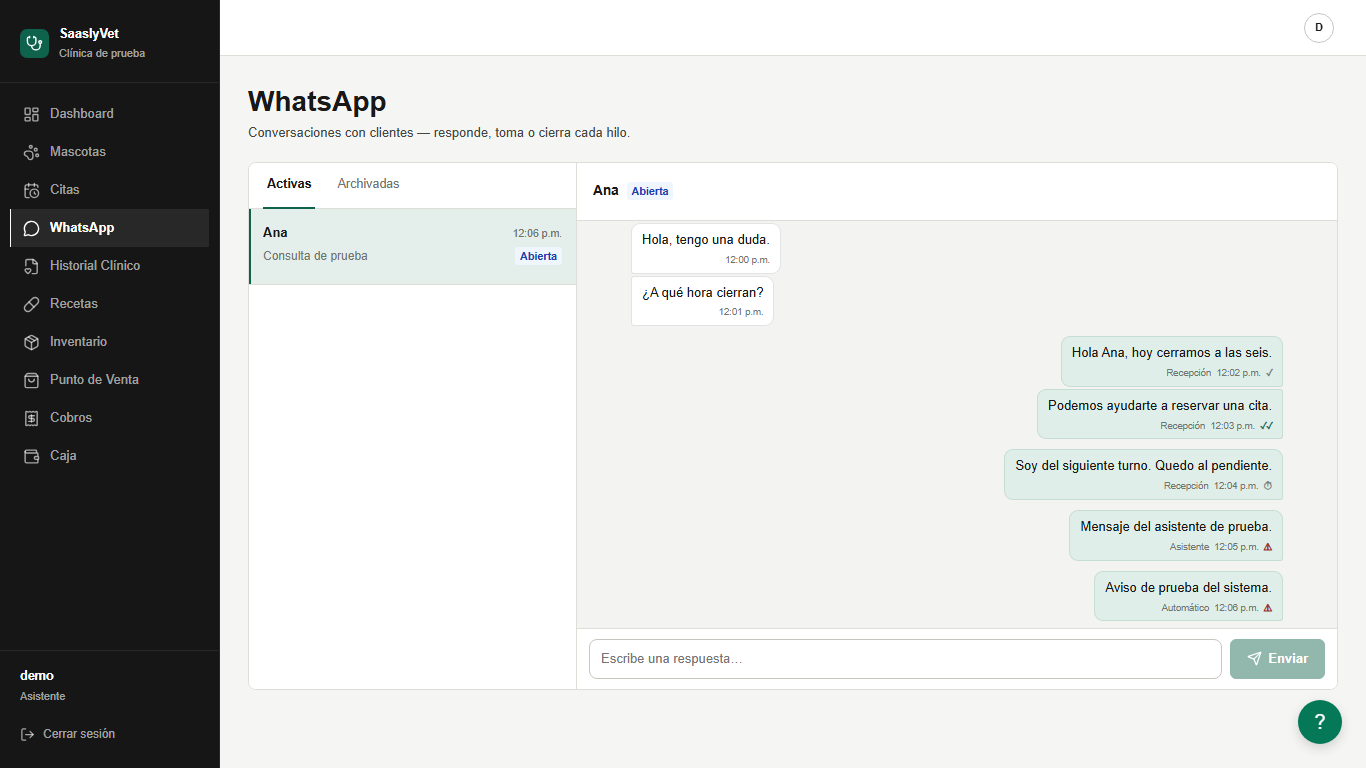 SaaslyVet
Clínica de prueba
Dashboard
Mascotas
Citas
WhatsApp
Historial Clínico
Recetas
Inventario
Punto de Venta
Cobros
Caja
demo
Asistente
Cerrar sesión
D
WhatsApp
Conversaciones con clientes — responde, toma o cierra cada hilo.
Activas Archivadas
Ana 12:06 p.m.
Consulta de prueba Abierta
Ana Abierta
Hola, tengo una duda.
12:00 p.m.
¿A qué hora cierran?
12:01 p.m.
Hola Ana, hoy cerramos a las seis.
Recepción 12:02 p.m. ✓
Podemos ayudarte a reservar una cita.
Recepción 12:03 p.m. ✓✓
Soy del siguiente turno. Quedo al pendiente.
Recepción 12:04 p.m. ⏱
Mensaje del asistente de prueba.
Asistente 12:05 p.m. ⚠
Aviso de prueba del sistema.
Automático 12:06 p.m. ⚠
Escribe una respuesta…
Enviar
?